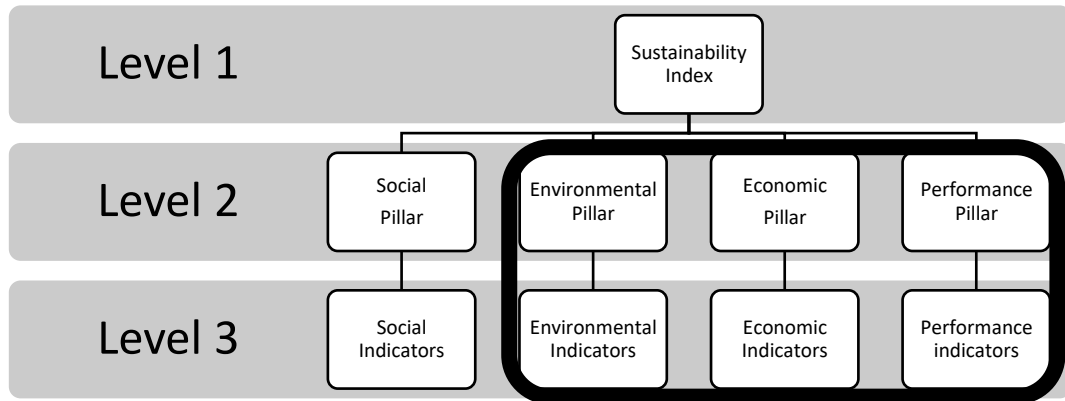 Level 1
Sustainability
Index
Level 2
Social
Pillar
Environmental
Pillar
Economic
Pillar
Performance
Pillar
Level 3
Social
Indicators
Environmental
Indicators
Economic
Indicators
Performance
indicators